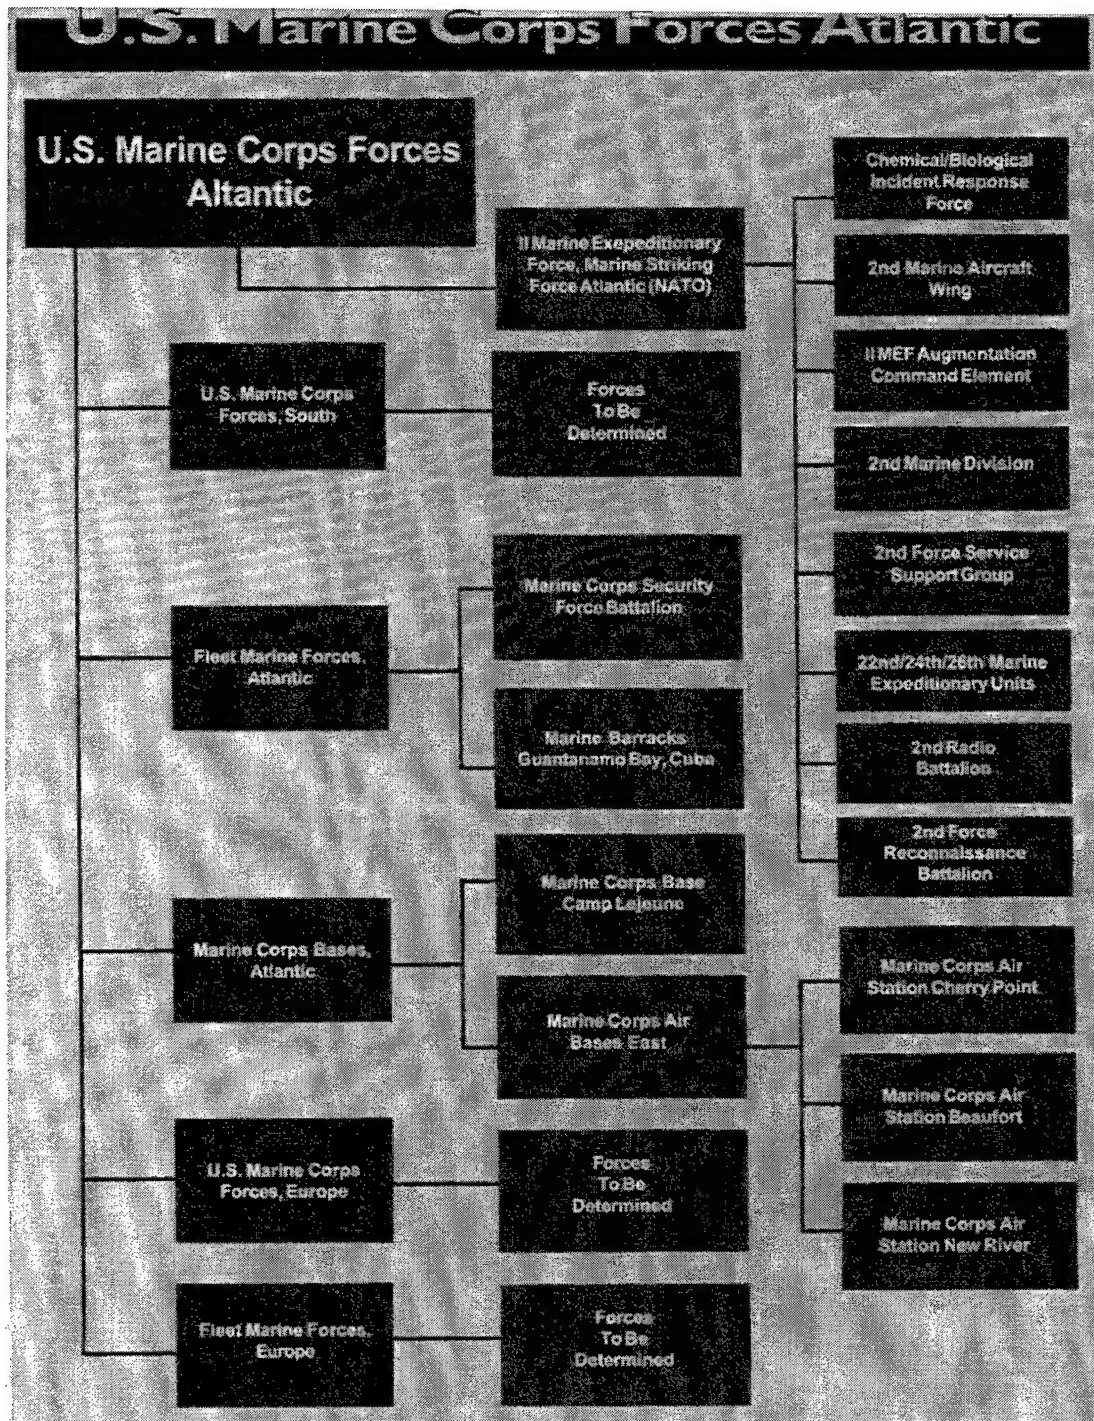 U.S. Marine Corps Forces Atlantic
U.S. Marine Corps Forces
Altantic
II Marine Exepeditionary
Force, Marine Striking
Force Atlantic (NATO)
Chemical/Biological
Incident Response
Force
2nd Marine Aircraft
Wing
II MEF Augmentation
Command Element
2nd Marine Division
2nd Force Service
Support Group
22nd/24th/26th Marine
Expeditionary Units
2nd Radio
Battalion
2nd Force
Reconnaissance
Battalion
U.S. Marine Corps
Forces, South
Forces
To Be
Determined
Fleet Marine Forces,
Atlantic
Marine Corps Security
Force Battalion
Marine Barracks
Guantanamo Bay, Cuba
Marine Corps Bases,
Atlantic
Marine Corps Base
Camp Lejeune
Marine Corps Air
Bases East
Marine Corps Air
Station Cherry Point
Marine Corps Air
Station Beaufort
Marine Corps Air
Station New River
U.S. Marine Corps
Forces, Europe
Forces
To Be
Determined
Fleet Marine Forces,
Europe
Forces
To Be
Determined